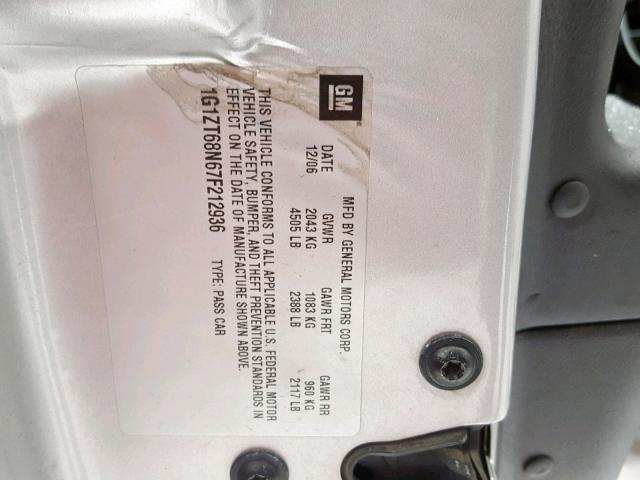 GM
MFD BY GENERAL MOTORS CORP.
DATE GVWR GAWR FRT GAWR RR
12/06 2043 KG 1083 KG 960 KG
4505 LB 2388 LB 2117 LB
THIS VEHICLE CONFORMS TO ALL APPLICABLE U.S. FEDERAL MOTOR
VEHICLE SAFETY, BUMPER, AND THEFT PREVENTION STANDARDS IN
EFFECT ON THE DATE OF MANUFACTURE SHOWN ABOVE.
1G1ZT68N67F212936 TYPE: PASS CAR